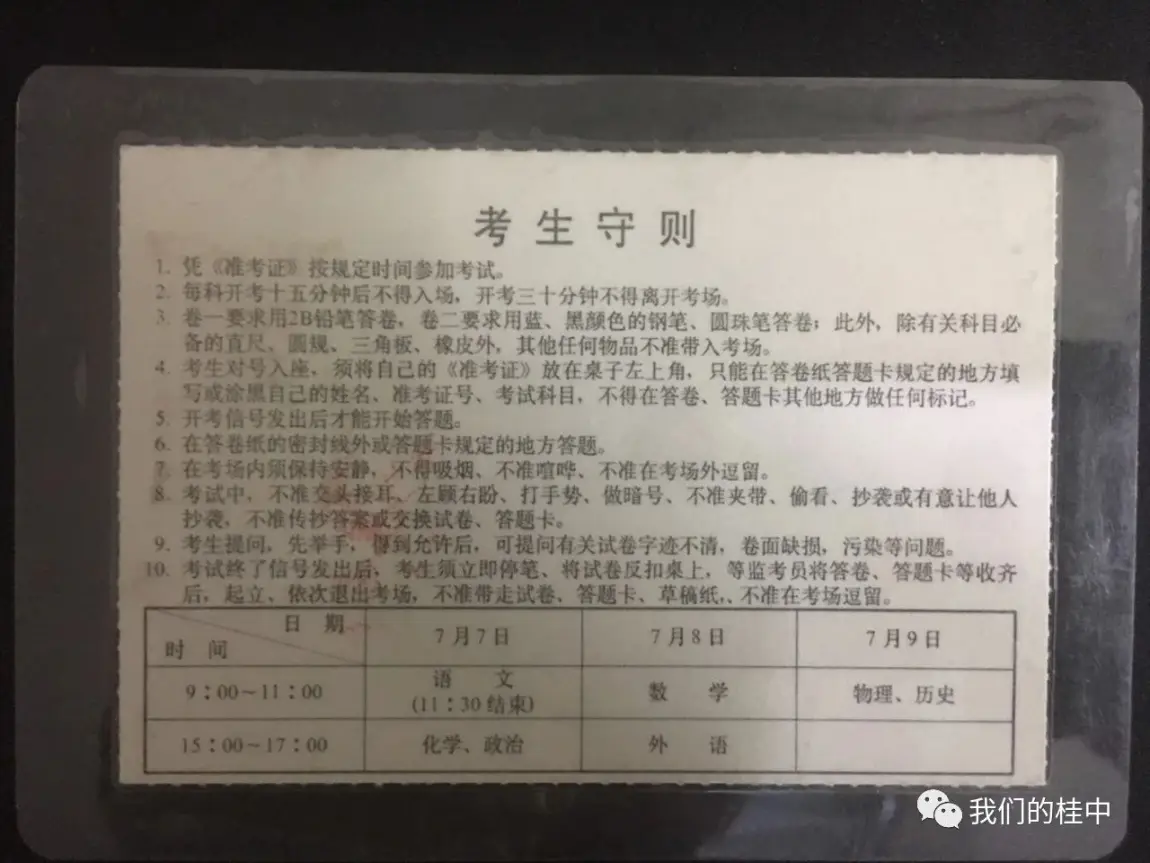 考生守则
1. 凭《准考证》按规定时间参加考试。
2. 每科开考十五分钟后不得入场，开考三十分钟不得离开考场。
3. 卷一要求用2B铅笔答卷，卷二要求用蓝、黑颜色的钢笔、圆珠笔答卷；此外，除有关科目必
备的直尺、圆规、三角板、橡皮外，其他任何物品不准带入考场。
4. 考生对号入座，须将自己的《准考证》放在桌子左上角，只能在答卷纸答题卡规定的地方填
写或涂黑自己的姓名、准考证号、考试科目，不得在答卷、答题卡其他地方做任何标记。
5. 开考信号发出后才能开始答题。
6. 在答卷纸的密封线外或答题卡规定的地方答题。
7. 在考场内须保持安静，不得吸烟、不准喧哗、不准在考场外逗留。
8. 考试中，不准交头接耳、左顾右盼、打手势、做暗号、不准夹带、偷看、抄袭或有意让他人
抄袭，不准传抄答案或交换试卷、答题卡。
9. 考生提问，先举手，得到允许后，可提问有关试卷字迹不清，卷面缺损，污染等问题。
10. 考试终了信号发出后，考生须立即停笔、将试卷反扣桌上，等监考员将答卷、答题卡等收齐
后，起立、依次退出考场，不准带走试卷、答题卡、草稿纸，、不准在考场逗留。
日 期
时 间
7月7日 7月8日 7月9日
9：00～11：00 语 文 数 学 物理、历史
(11：30结束)
15：00～17：00 化学、政治 外 语
我们的桂中